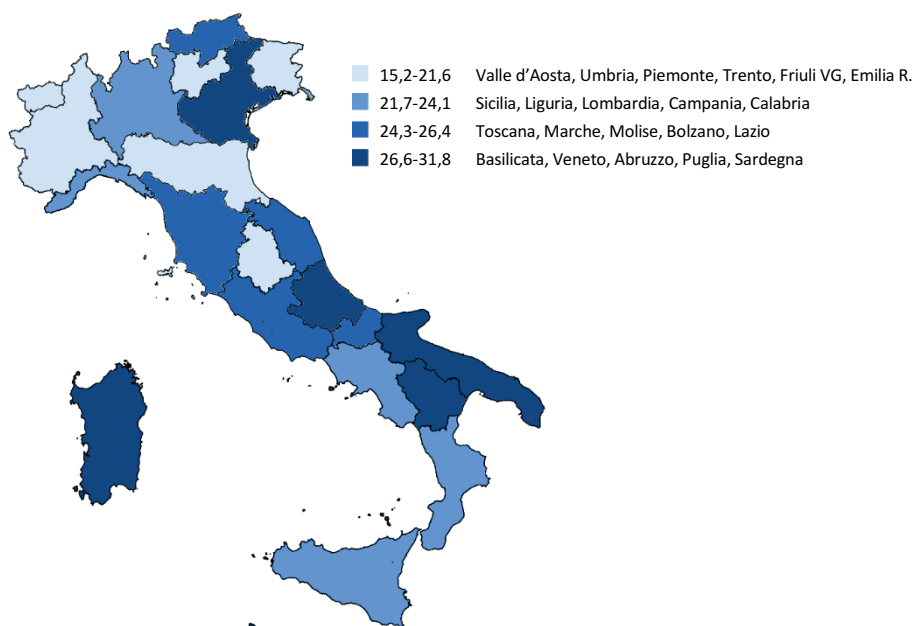 15,2-21,6 Valle d’Aosta, Umbria, Piemonte, Trento, Friuli VG, Emilia R.
21,7-24,1 Sicilia, Liguria, Lombardia, Campania, Calabria
24,3-26,4 Toscana, Marche, Molise, Bolzano, Lazio
26,6-31,8 Basilicata, Veneto, Abruzzo, Puglia, Sardegna